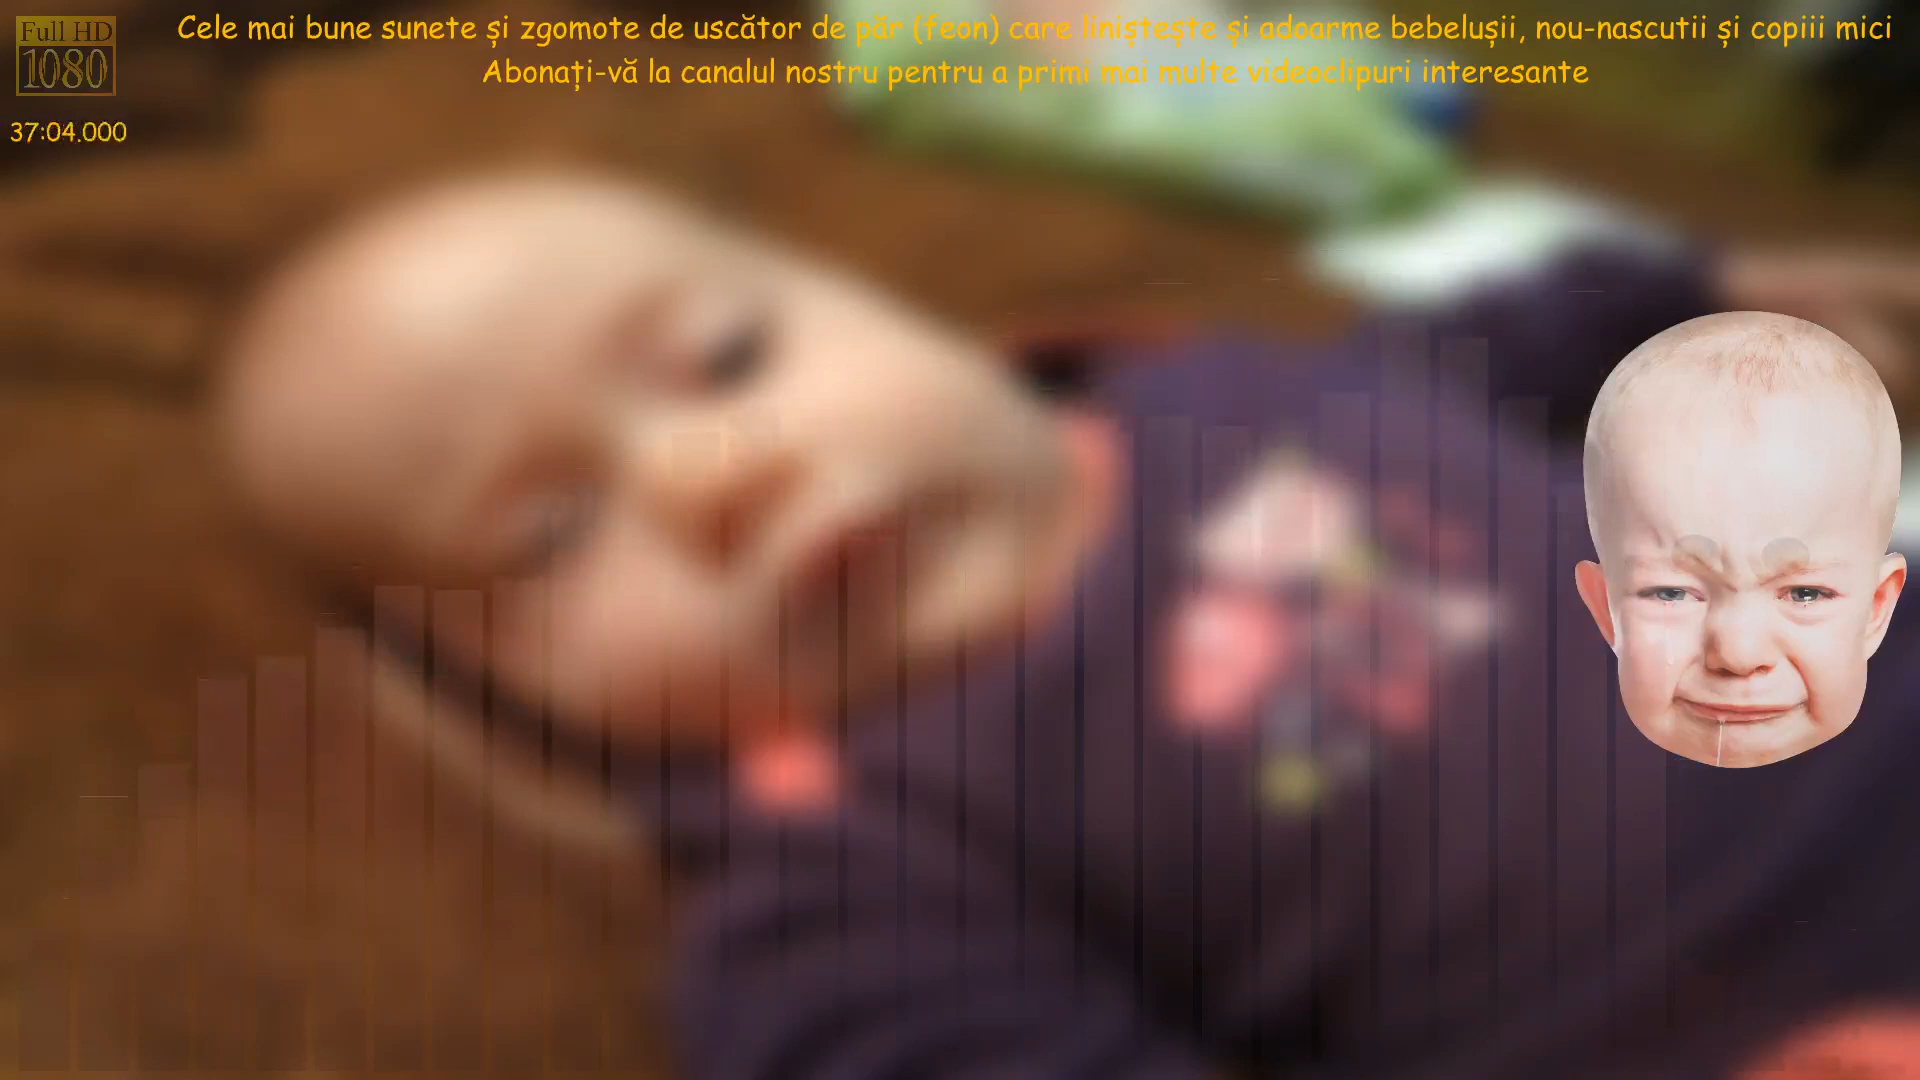 Cele mai bune sunete și zgomote de uscător de păr (feon) care liniștește și adoarme bebelușii, nou-nascutii și copiii mici
Abonați-vă la canalul nostru pentru a primi mai multe videoclipuri interesante
Full HD
1080
37:04.000